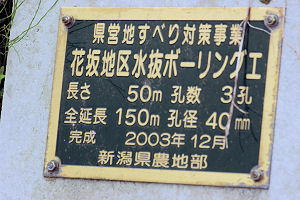 県営地すべり対策事業
花坂地区水抜ボーリング工
長さ 50m 孔数 3孔
全延長 150m 孔径 40mm
完成 2003年12月
新潟県農地部